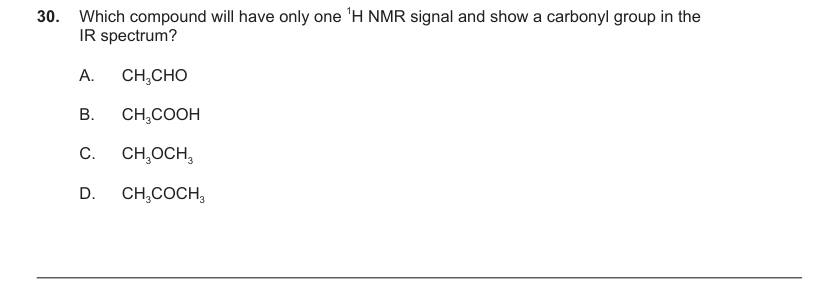 30. Which compound will have only one ¹H NMR signal and show a carbonyl group in the
IR spectrum?
A. CH₃CHO
B. CH₃COOH
C. CH₃OCH₃
D. CH₃COCH₃